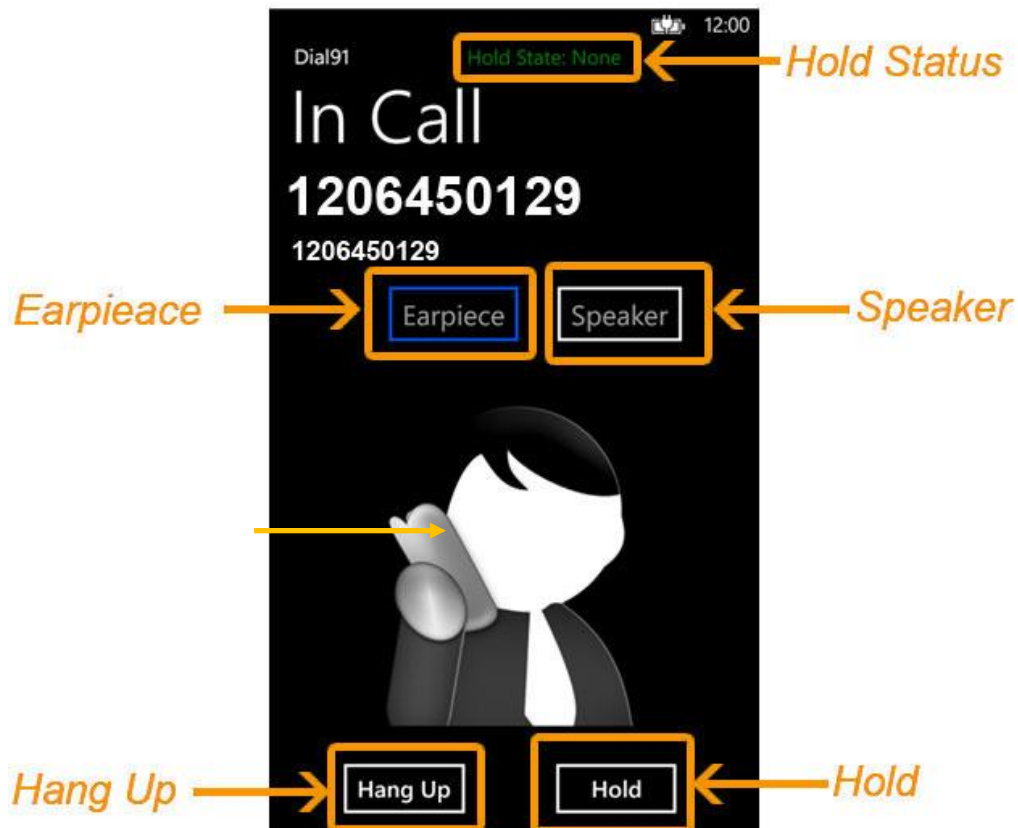 12:00
Dial91 Hold State: None
Hold Status
In Call
1206450129
1206450129
Earpieace
Earpiece
Speaker
Speaker
Hang Up
Hang Up
Hold
Hold